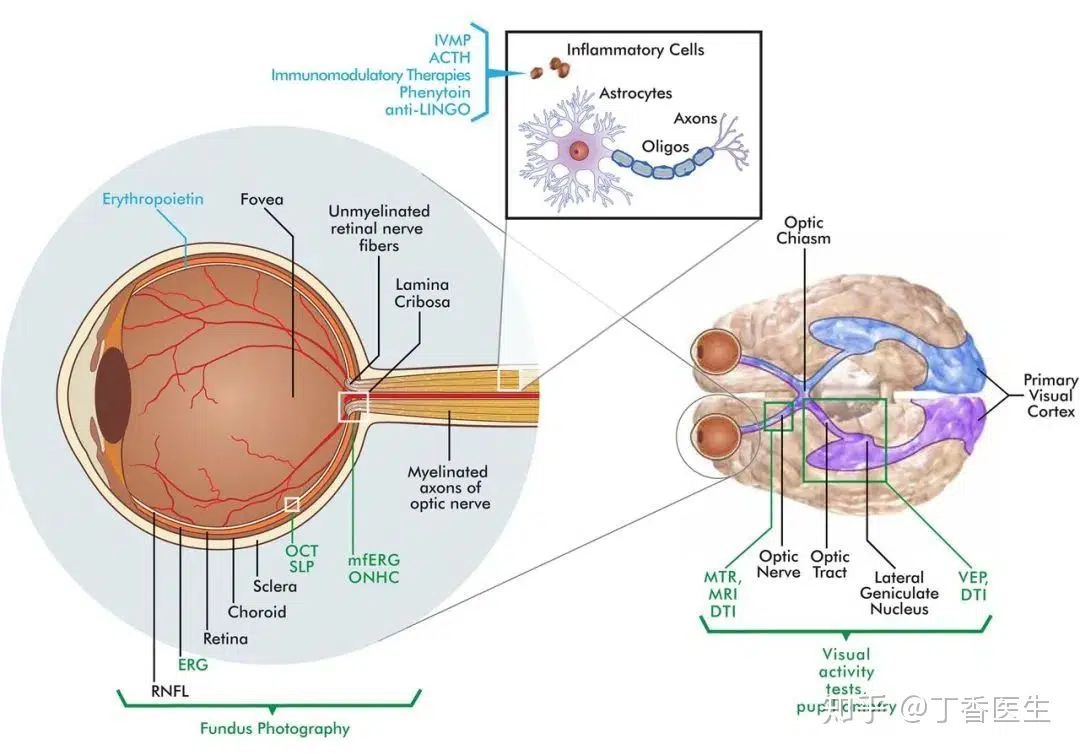 IVMP
ACTH
Immunomodulatory Therapies
Phenytoin
anti-LINGO
Inflammatory Cells
Astrocytes
Axons
Oligos
Erythropoietin
Fovea
Unmyelinated
retinal nerve
fibers
Lamina
Cribosa
Myelinated
axons of
optic nerve
OCT
SLP
mfERG
ONHC
Sclera
Choroid
Retina
ERG
RNFL
Fundus Photography
Optic
Chiasm
Primary
Visual
Cortex
Optic
Nerve
Optic
Tract
Lateral
Geniculate
Nucleus
MTR,
MRI
DTI
VEP,
DTI
Visual
activity
tests.
知乎 @丁香医生